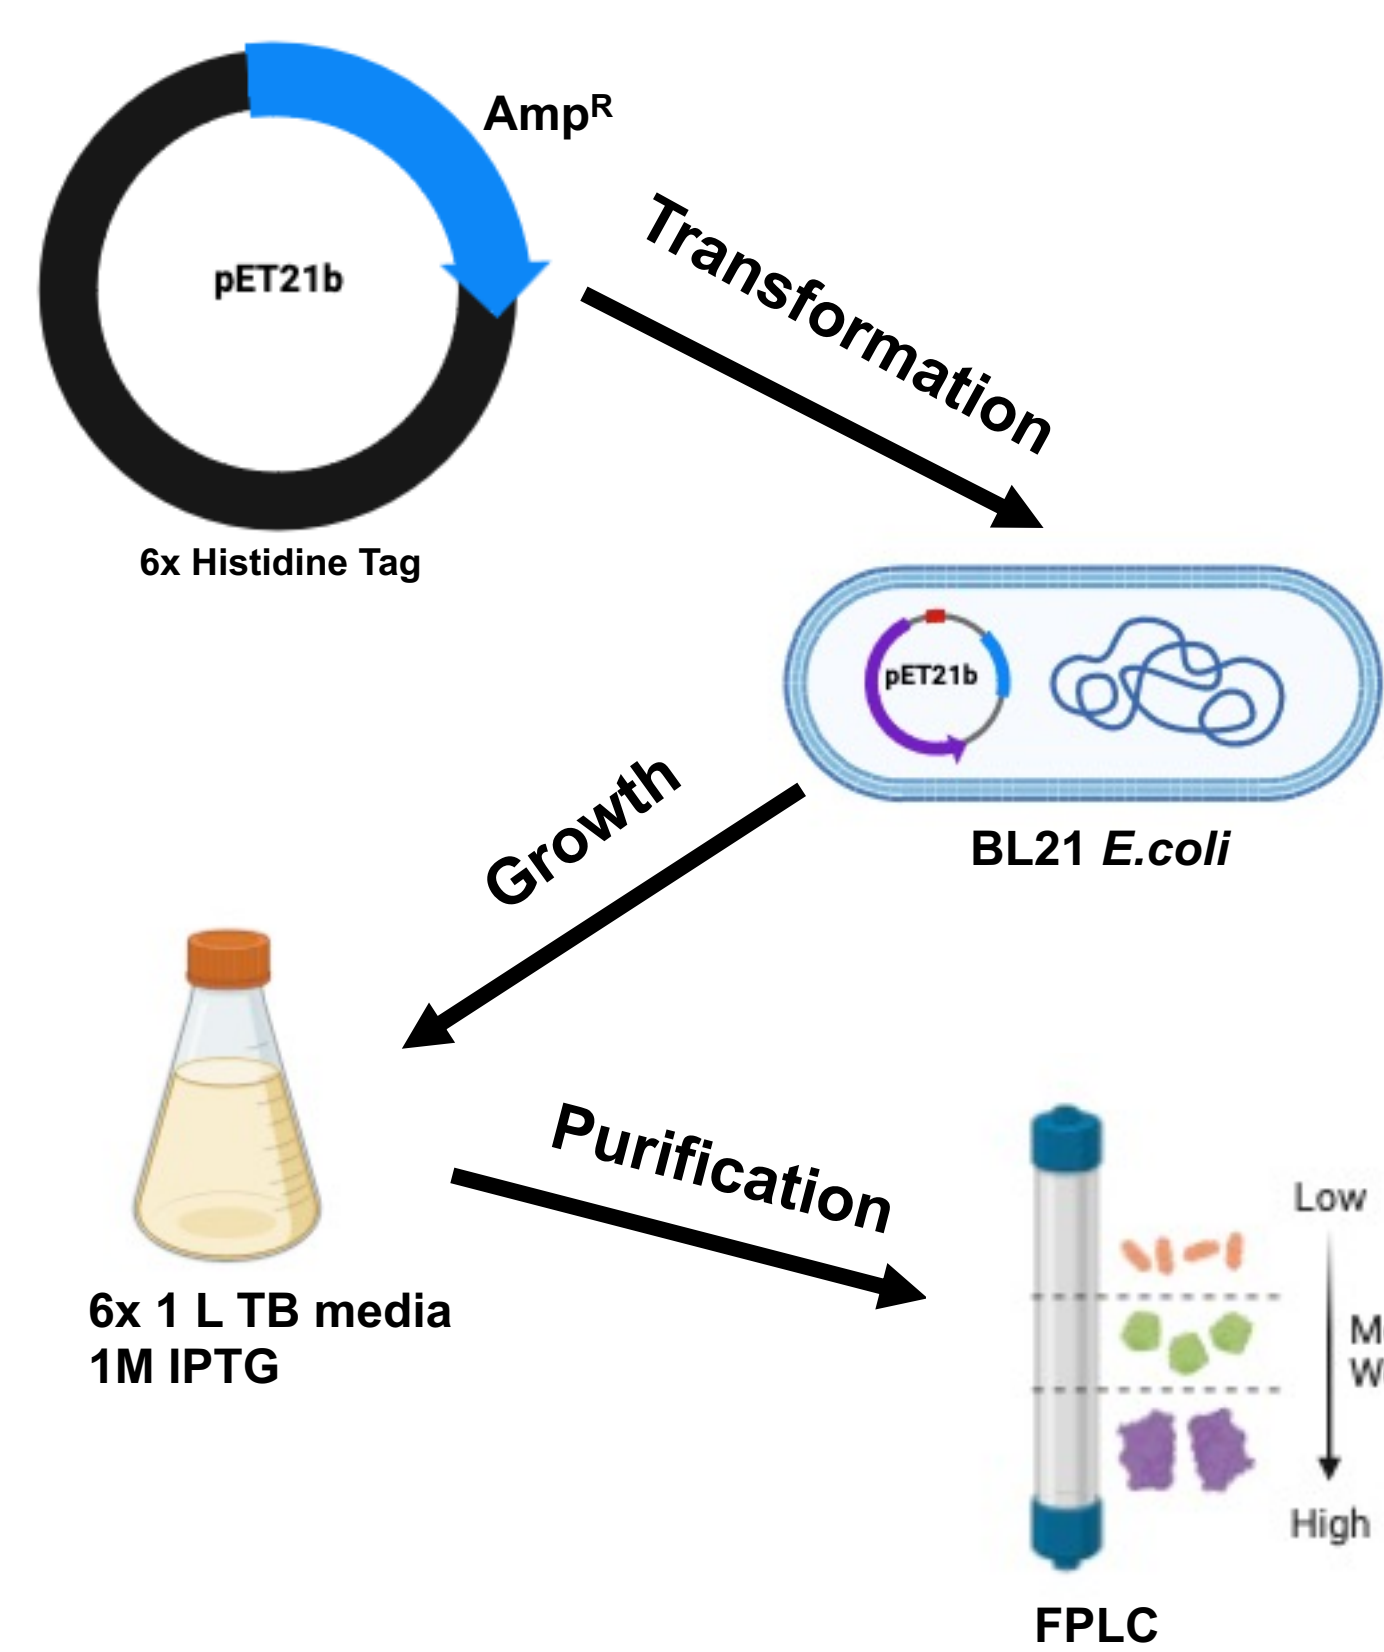 Amp^R
pET21b
Transformation
6x Histidine Tag
pET21b
BL21 E.coli
Growth
6x 1 L TB media
1M IPTG
Purification
Low
High
FPLC